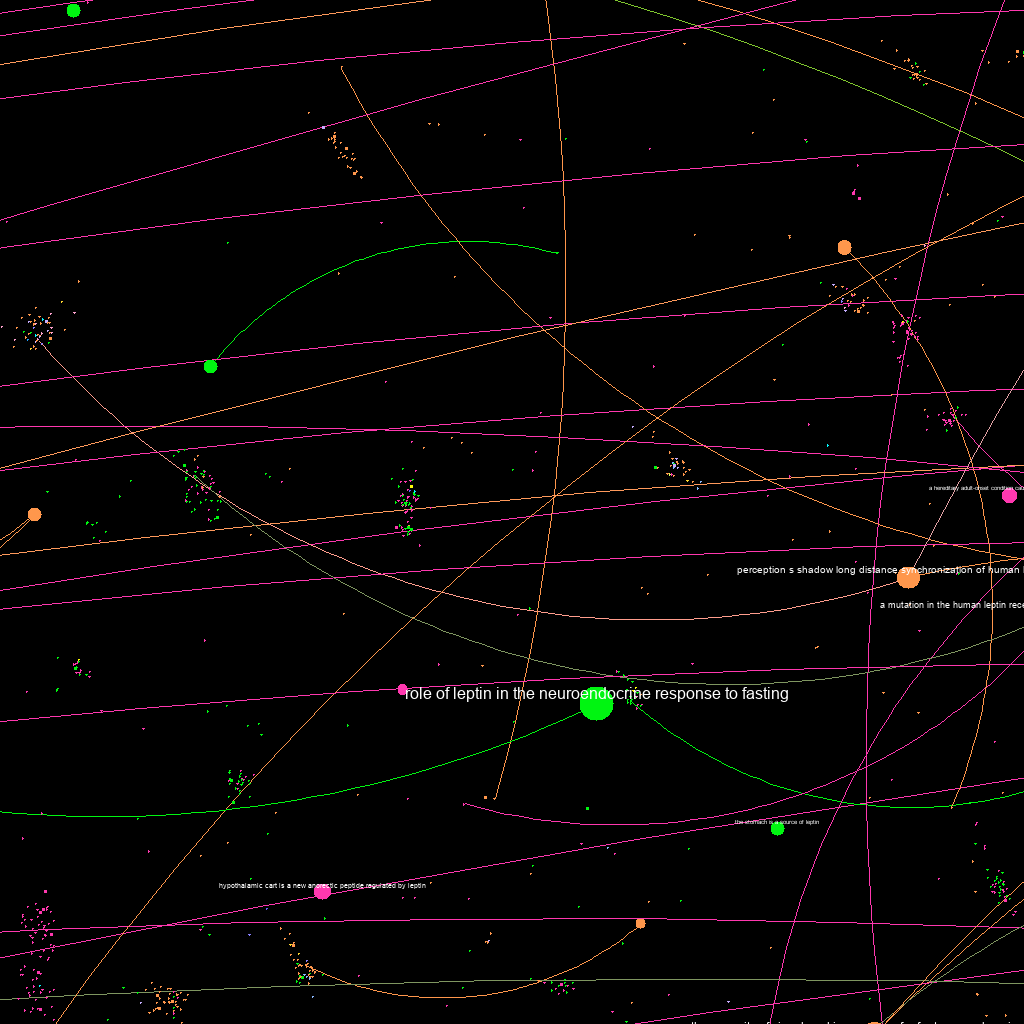 a hereditary adult-onset condition
perception s shadow long distance synchronization of human
a mutation in the human leptin
role of leptin in the neuroendocrine response to fasting
the stomach is a source of leptin
hypothalamic cart is a new anorectic peptide regulated by leptin